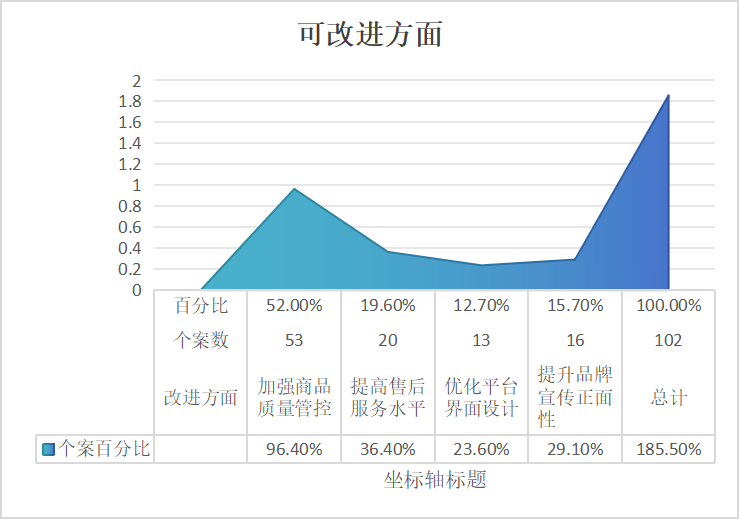 可改进方面
2
1.8
1.6
1.4
1.2
1
0.8
0.6
0.4
0.2
0
百分比 52.00% 19.60% 12.70% 15.70% 100.00%
个案数 53 20 13 16 102
改进方面 加强商品质量管控 提高售后服务水平 优化平台界面设计 提升品牌宣传正面性 总计
个案百分比 96.40% 36.40% 23.60% 29.10% 185.50%
坐标轴标题